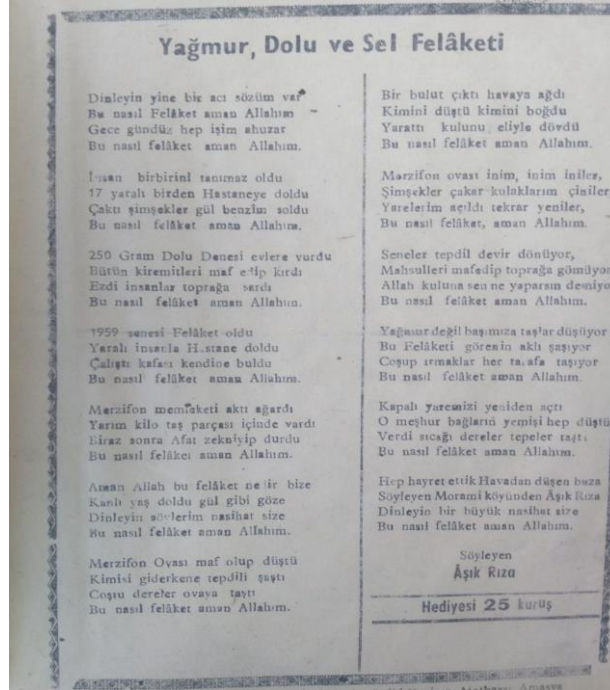 Yağmur, Dolu ve Sel Felâketi
Dinleyin yine bir acı sözüm var
Bu nasıl Felâket aman Allahım
Gece gündüz hep işim ahuzar
Bu nasıl felâket aman Allahım.
İnsan birbirini tanımaz oldu
17 yaralı birden Hastaneye doldu
Çaktı şimşekler gül benzim soldu
Bu nasıl felâket aman Allahım.
250 Gram Dolu Danesi evlere vurdu
Bütün kiremitleri maf edip kırdı
Ezdi insanlar toprağa sardı
Bu nasıl felâket aman Allahım.
1959 senesi Felâket oldu
Yaralı insanla Hastane doldu
Çalıştı kafası kendine buldu
Bu nasıl felâket aman Allahım.
Merzifon memleketi aktı ağardı
Yarım kilo taş parçası içinde vardı
Biraz sonra Afat zekniyip durdu
Bu nasıl felâket aman Allahım.
Aman Allah bu felâket nedir bize
Kanlı yaş doldu gül gibi göze
Dinleyin söylerim nasihat size
Bu nasıl felâket aman Allahım.
Merzifon Ovası maf olup düştü
Kimisi giderkene tepdili şaştı
Coştu dereler ovaya taştı
Bu nasıl felâket aman Allahım.
Bir bulut çıktı havaya ağdı
Kimini düştü kimini boğdu
Yarattı kulunu eliyle dövdü
Bu nasıl felâket aman Allahım.
Merzifon ovası inim, inim iniler,
Şimşekler çakar kulaklarım çiniler
Yarelerim açıldı tekrar yeniler,
Bu nasıl felâket, aman Allahım.
Seneler tepdil devir dönüyor,
Mahsulleri mafedip toprağa gömüyor
Allah kuluna sen ne yaparsın demiyo
Bu nasıl felâket aman Allahım.
Yağmur değil başımıza taşlar düşüyor
Bu Felâketi görenin aklı şaşıyor
Coşup ırmaklar her tarafa taşıyor
Bu nasıl felâket aman Allahım.
Kapalı yaremizi yeniden açtı
O meşhur bağların yemişi hep düştü
Verdi sıcağı dereler tepeler taştı
Bu nasıl felâket aman Allahım.
Hep hayret ettik Havadan düşen buza
Söyleyen Morami köyünden Âşık Rıza
Dinleyin bir büyük nasihat size
Bu nasıl felâket aman Allahım.
Söyleyen
Âşık Rıza
Hediyesi 25 kuruş